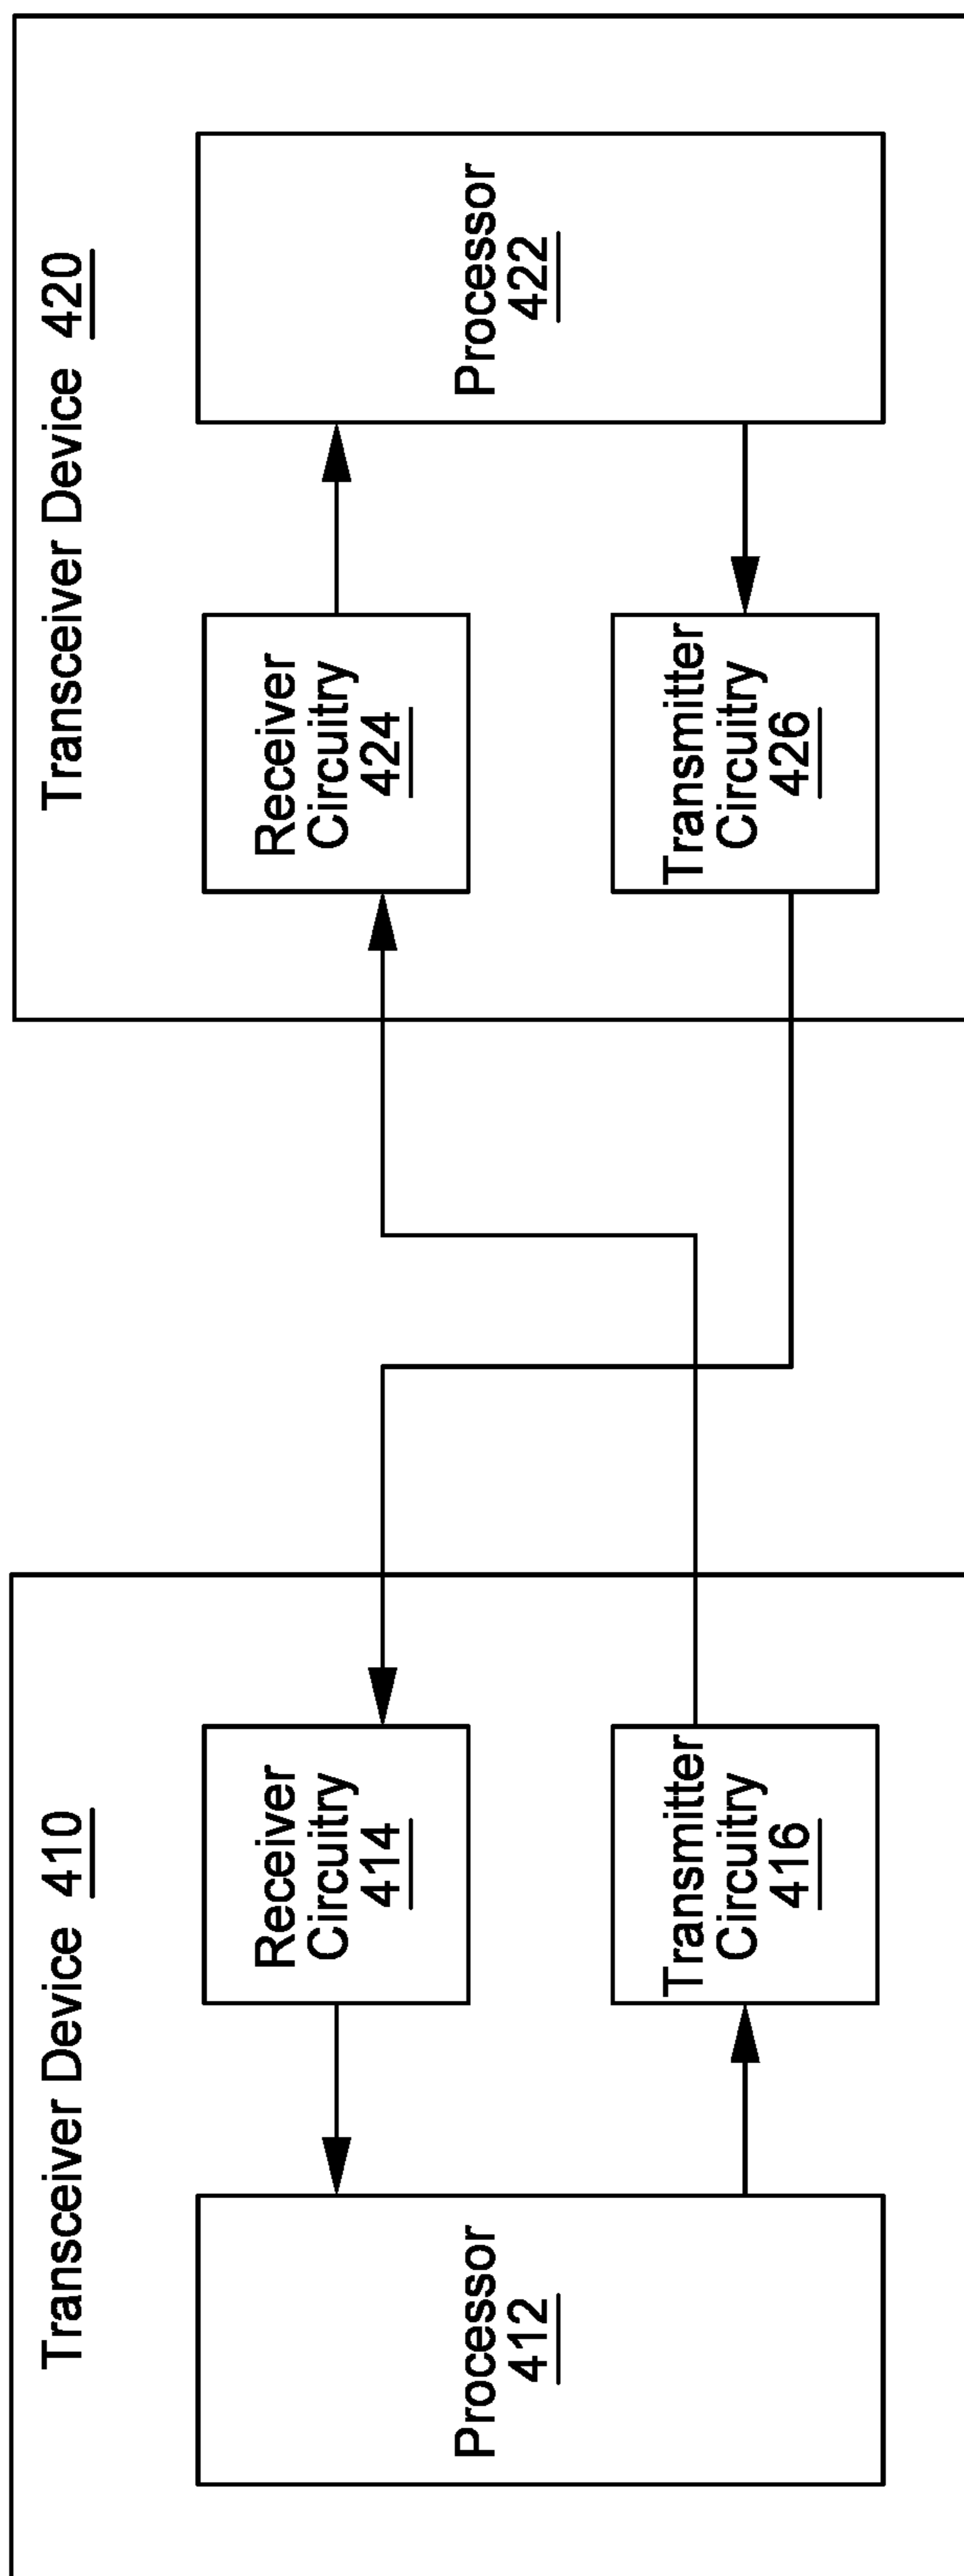 Transceiver Device 410
Processor
412
Receiver
Circuitry
414
Transmitter
Circuitry
416
Transceiver Device 420
Receiver
Circuitry
424
Transmitter
Circuitry
426
Processor
422